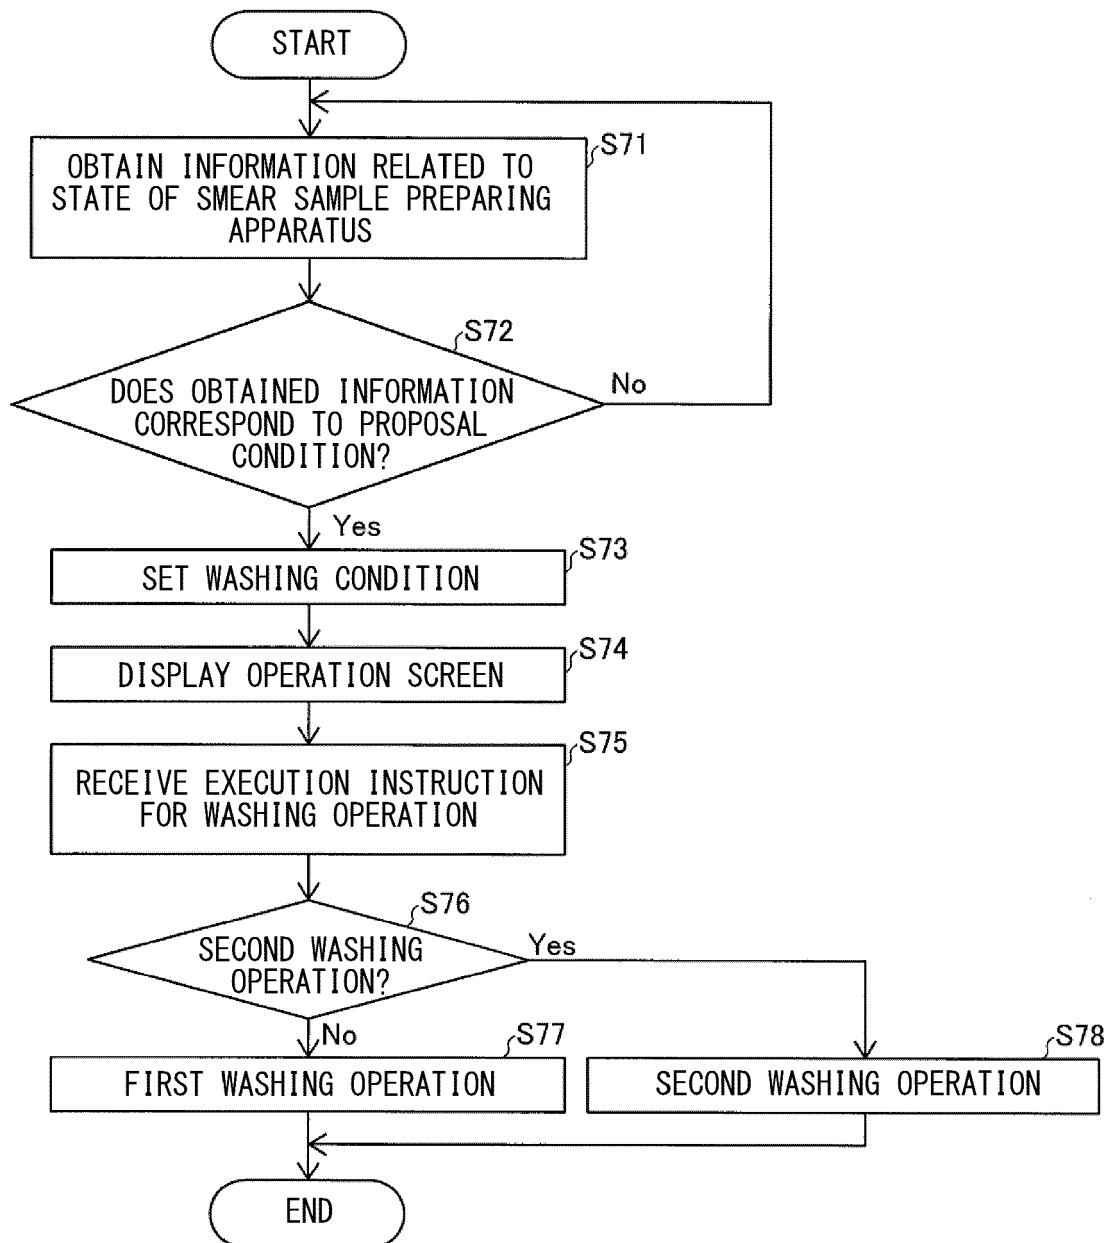 START
S71
OBTAIN INFORMATION RELATED TO
STATE OF SMEAR SAMPLE PREPARING
APPARATUS
S72
DOES OBTAINED INFORMATION
CORRESPOND TO PROPOSAL
CONDITION?
No
Yes
S73
SET WASHING CONDITION
S74
DISPLAY OPERATION SCREEN
S75
RECEIVE EXECUTION INSTRUCTION
FOR WASHING OPERATION
S76
SECOND WASHING
OPERATION?
Yes
No
S77
FIRST WASHING OPERATION
S78
SECOND WASHING OPERATION
END